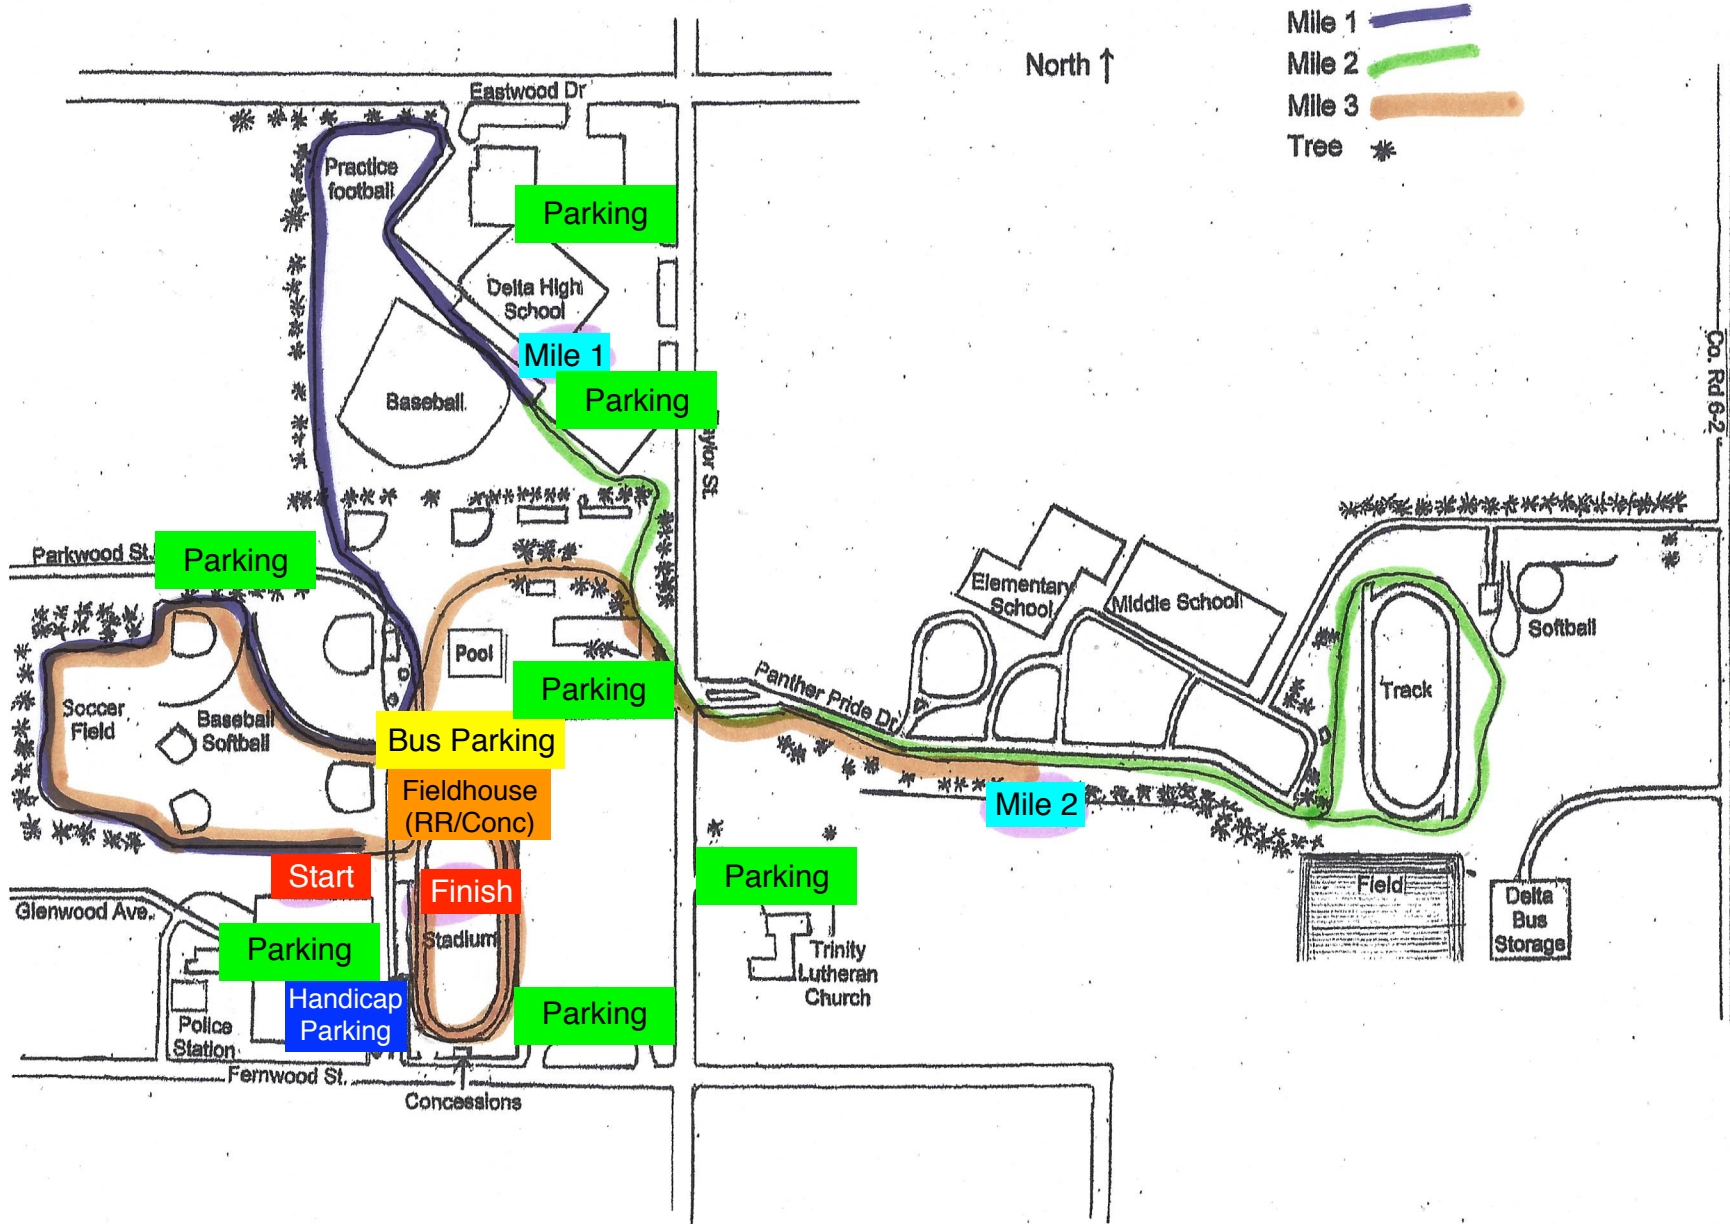 Mile 1
North ↑
Mile 2
Mile 3
Tree
Eastwood Dr
Practice
football
Parking
Delta High
School
Mile 1
Parking
Baseball
Co. Rd 6-2
Parkwood St.
Parking
Elementary
School
Middle School
Softball
Pool
Parking
Panther Pride Dr
Track
Soccer
Field
Baseball
Softball
Bus Parking
Fieldhouse
(RR/Conc)
Mile 2
Start
Finish
Parking
Field
Delta
Bus
Storage
Glenwood Ave.
Parking
Stadium
Trinity
Lutheran
Church
Handicap
Parking
Parking
Police
Station
Fernwood St.
Concessions